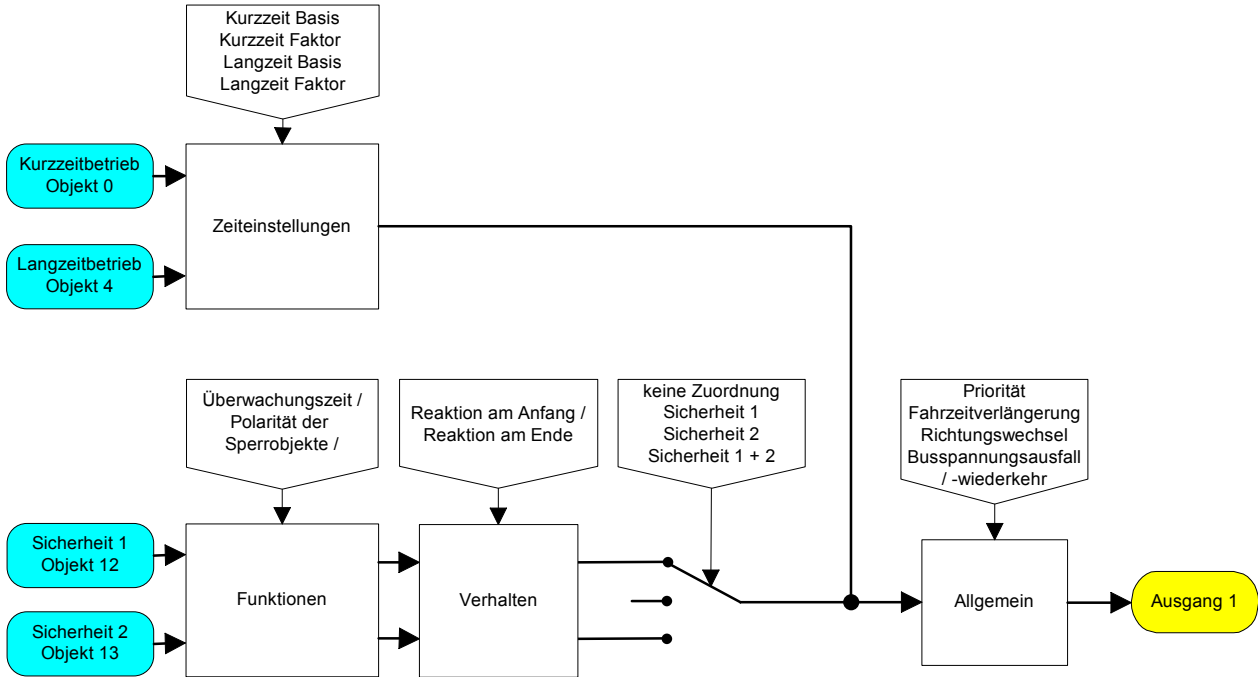 Kurzzeit Basis
Kurzzeit Faktor
Langzeit Basis
Langzeit Faktor
Kurzzeitbetrieb
Objekt 0
Zeiteinstellungen
Langzeitbetrieb
Objekt 4
Überwachungszeit /
Polarität der
Sperrobjekte /
Reaktion am Anfang /
Reaktion am Ende
keine Zuordnung
Sicherheit 1
Sicherheit 2
Sicherheit 1 + 2
Priorität
Fahrzeitverlängerung
Richtungswechsel
Busspannungsausfall
/ -wiederkehr
Sicherheit 1
Objekt 12
Funktionen
Verhalten
Allgemein
Ausgang 1
Sicherheit 2
Objekt 13